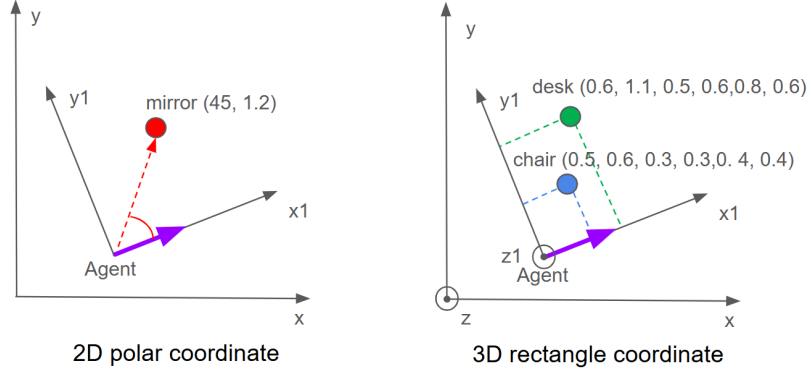 y
y1
mirror (45, 1.2)
x1
Agent
x
2D polar coordinate
y
desk (0.6, 1.1, 0.5, 0.6,0.8, 0.6)
y1
chair (0.5, 0.6, 0.3, 0.3,0. 4, 0.4)
x1
z1
Agent
z
x
3D rectangle coordinate